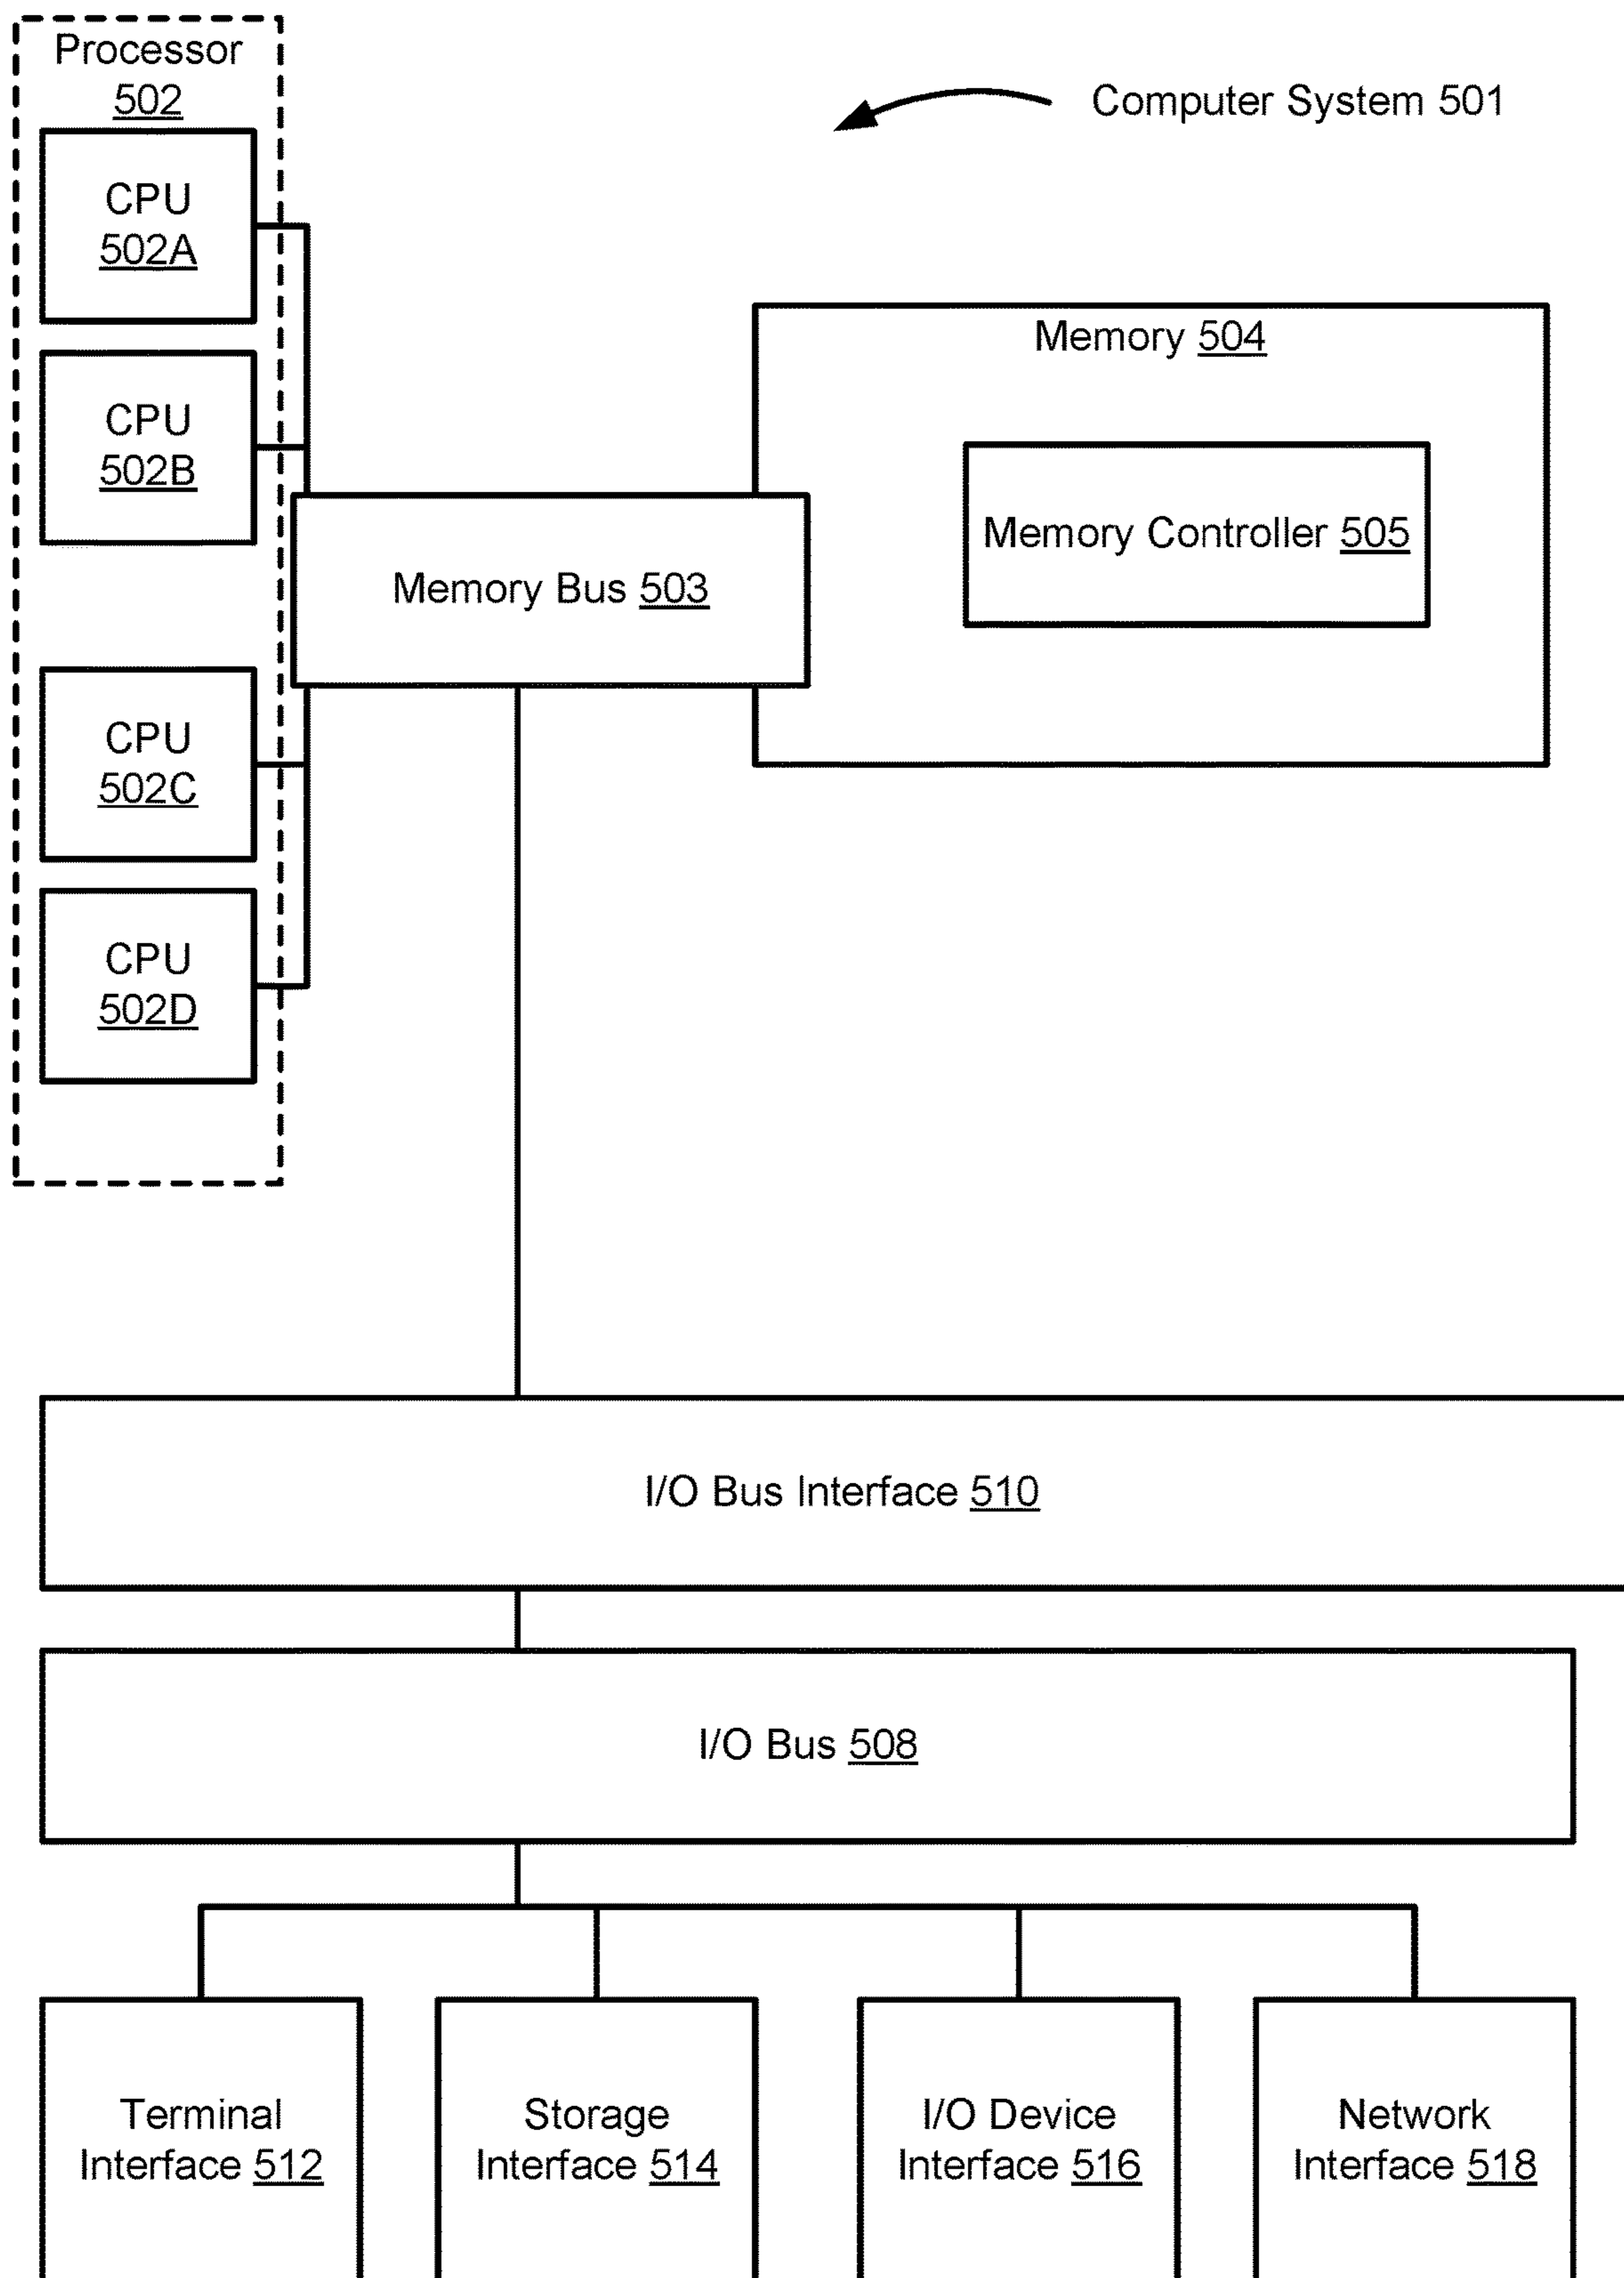 Processor
502
Computer System 501
CPU
502A
CPU
502B
Memory 504
Memory Controller 505
Memory Bus 503
CPU
502C
CPU
502D
I/O Bus Interface 510
I/O Bus 508
Terminal
Interface 512
Storage
Interface 514
I/O Device
Interface 516
Network
Interface 518